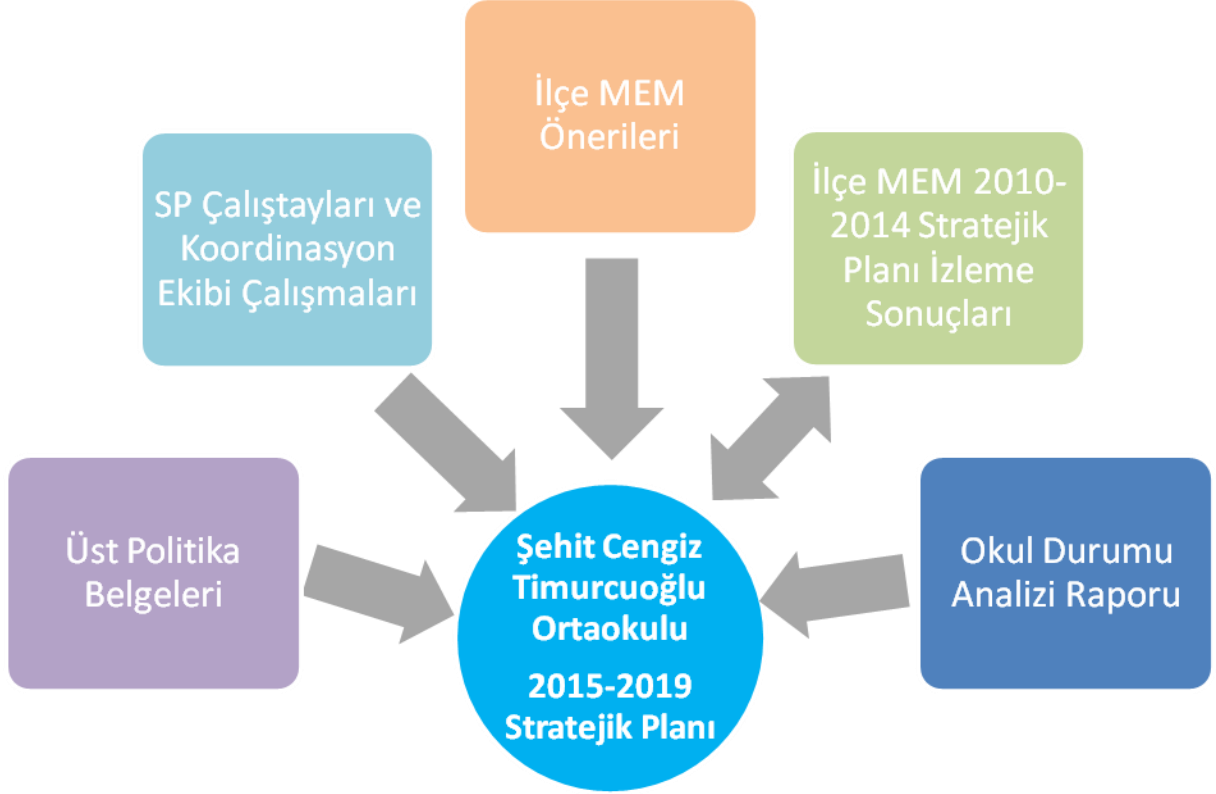 İlçe MEM
Önerileri
SP Çalıştayları ve
Koordinasyon
Ekibi Çalışmaları
İlçe MEM 2010-
2014 Stratejik
Planı İzleme
Sonuçları
Üst Politika
Belgeleri
Şehit Cengiz
Timurcuoğlu
Ortaokulu
2015-2019
Stratejik Planı
Okul Durumu
Analizi Raporu